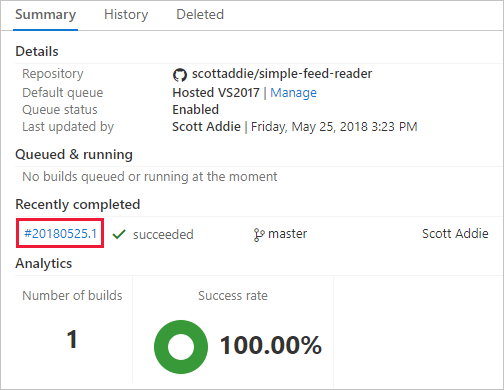 Summary History Deleted
Details
Repository scottaddie/simple-feed-reader
Default queue Hosted VS2017 | Manage
Queue status Enabled
Last updated by Scott Addie | Friday, May 25, 2018 3:23 PM
Queued & running
No builds queued or running at the moment
Recently completed
#20180525.1 succeeded master Scott Addie
Analytics
Number of builds Success rate
1 100.00%